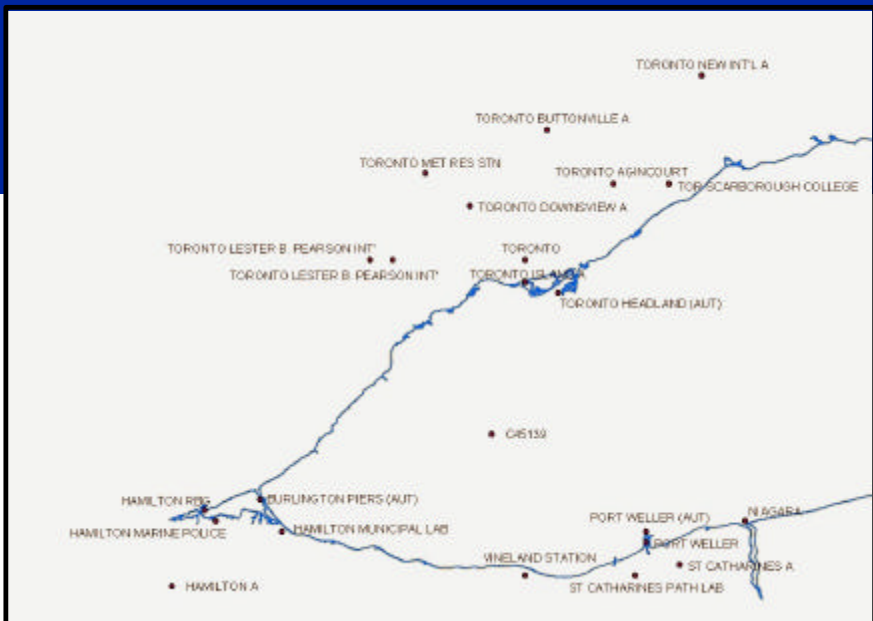 TORONTO NEW INT'L A
TORONTO BUTTONVILLE A
TORONTO MET RES STN
TORONTO AGINCOURT
TOR SCARBOROUGH COLLEGE
TORONTO DOWNSVIEW A
TORONTO LESTER B. PEARSON INT'
TORONTO
TORONTO LESTER B. PEARSON INT'
TORONTO ISLAND A
TORONTO HEADLAND (AUT)
C45139
HAMILTON RBG
BURLINGTON PIERS (AUT)
HAMILTON MARINE POLICE
HAMILTON MUNICIPAL LAB
PORT WELLER (AUT)
NIAGARA
PORT WELLER
VINELAND STATION
ST CATHARINES A
HAMILTON A
ST CATHARINES PATH LAB